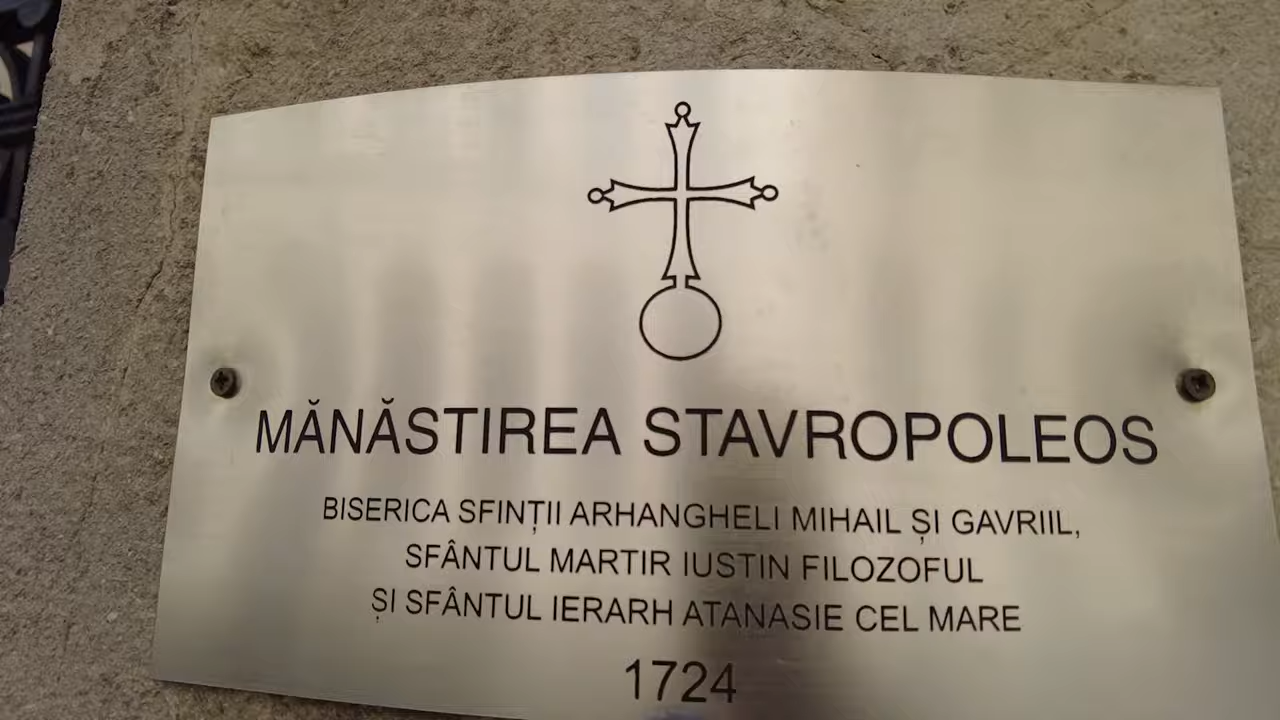 MĂNĂSTIREA STAVROPOLEOS
BISERICA SFINȚII ARHANGHELI MIHAIL ȘI GAVRIIL,
SFÂNTUL MARTIR IUSTIN FILOZOFUL
ȘI SFÂNTUL IERARH ATANASIE CEL MARE
1724